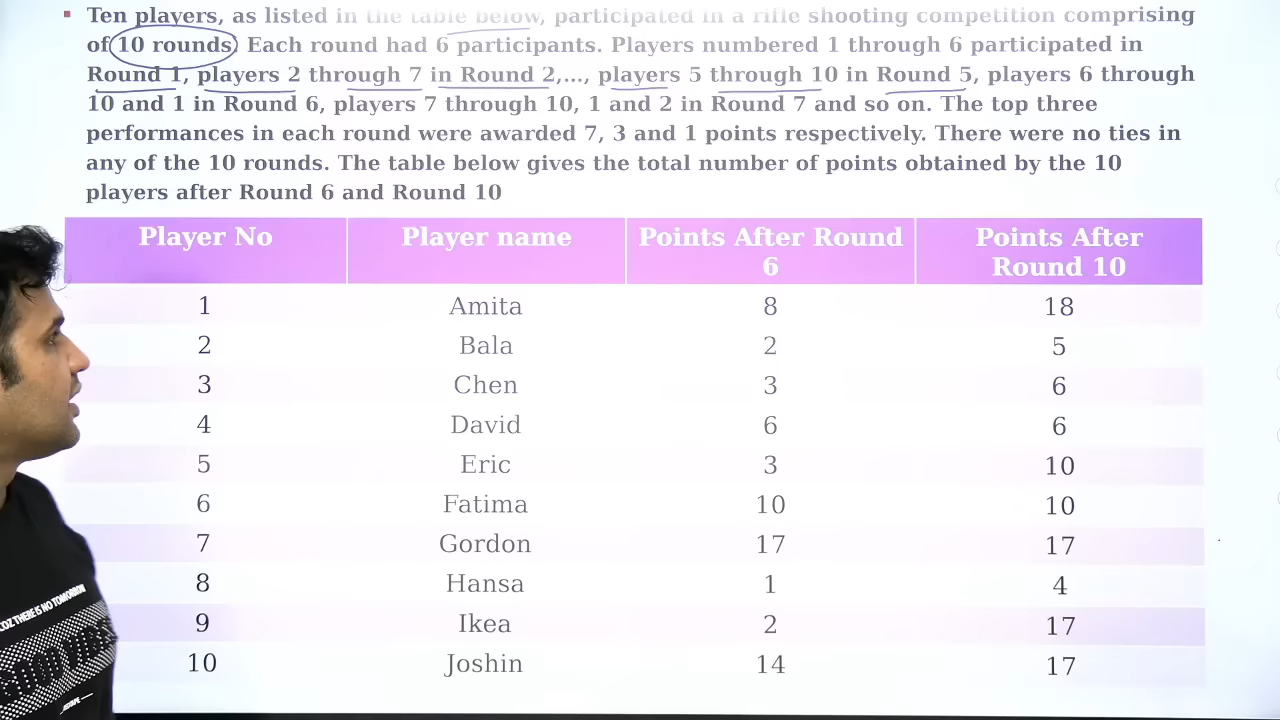 Ten players, as listed in the table below, participated in a rifle shooting competition comprising
of 10 rounds. Each round had 6 participants. Players numbered 1 through 6 participated in
Round 1, players 2 through 7 in Round 2,..., players 5 through 10 in Round 5, players 6 through
10 and 1 in Round 6, players 7 through 10, 1 and 2 in Round 7 and so on. The top three
performances in each round were awarded 7, 3 and 1 points respectively. There were no ties in
any of the 10 rounds. The table below gives the total number of points obtained by the 10
players after Round 6 and Round 10
Player No Player name Points After Round 6 Points After Round 10
1 Amita 8 18
2 Bala 2 5
3 Chen 3 6
4 David 6 6
5 Eric 3 10
6 Fatima 10 10
7 Gordon 17 17
8 Hansa 1 4
9 Ikea 2 17
10 Joshin 14 17
COZ THERE IS NO TOMORROW